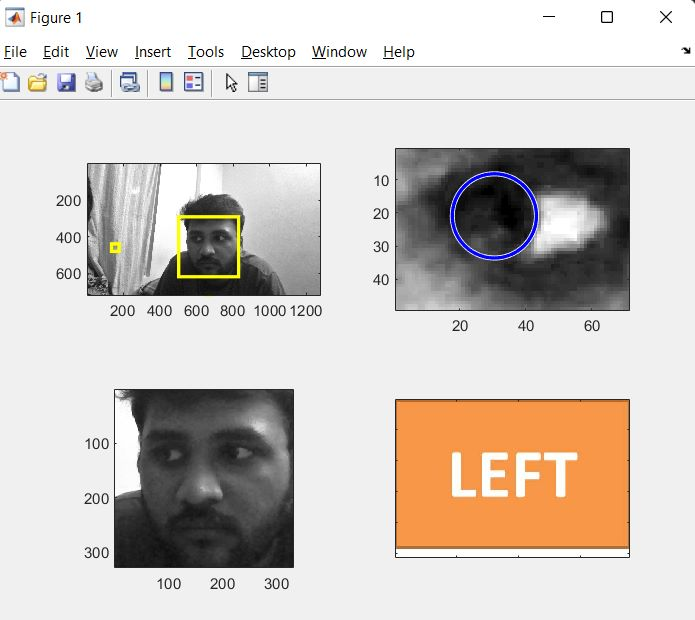 Figure 1
File Edit View Insert Tools Desktop Window Help
200
400
600
200 400 600 800 1000 1200
10
20
30
40
20 40 60
100
200
300
100 200 300
LEFT